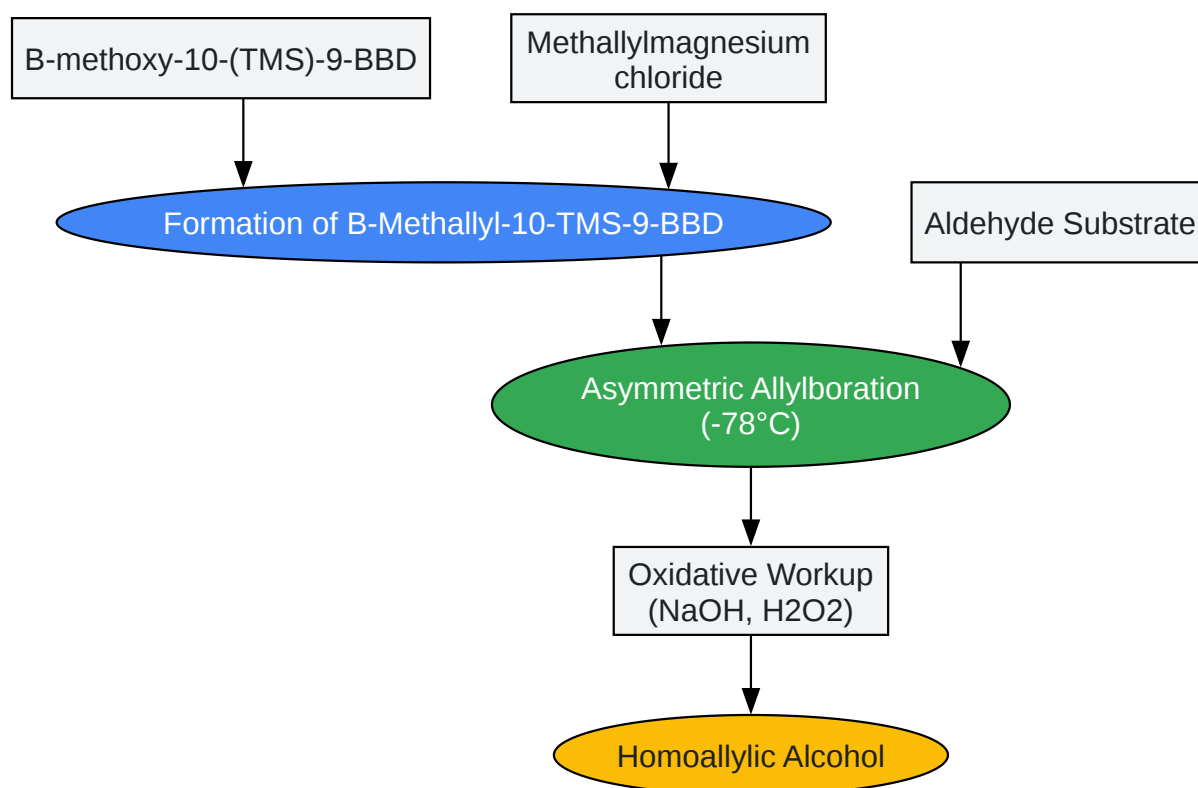 B-methoxy-10-(TMS)-9-BBD
Methallylmagnesium
chloride
Formation of B-Methallyl-10-TMS-9-BBD
Aldehyde Substrate
Asymmetric Allylboration
(-78°C)
Oxidative Workup
(NaOH, H2O2)
Homoallylic Alcohol